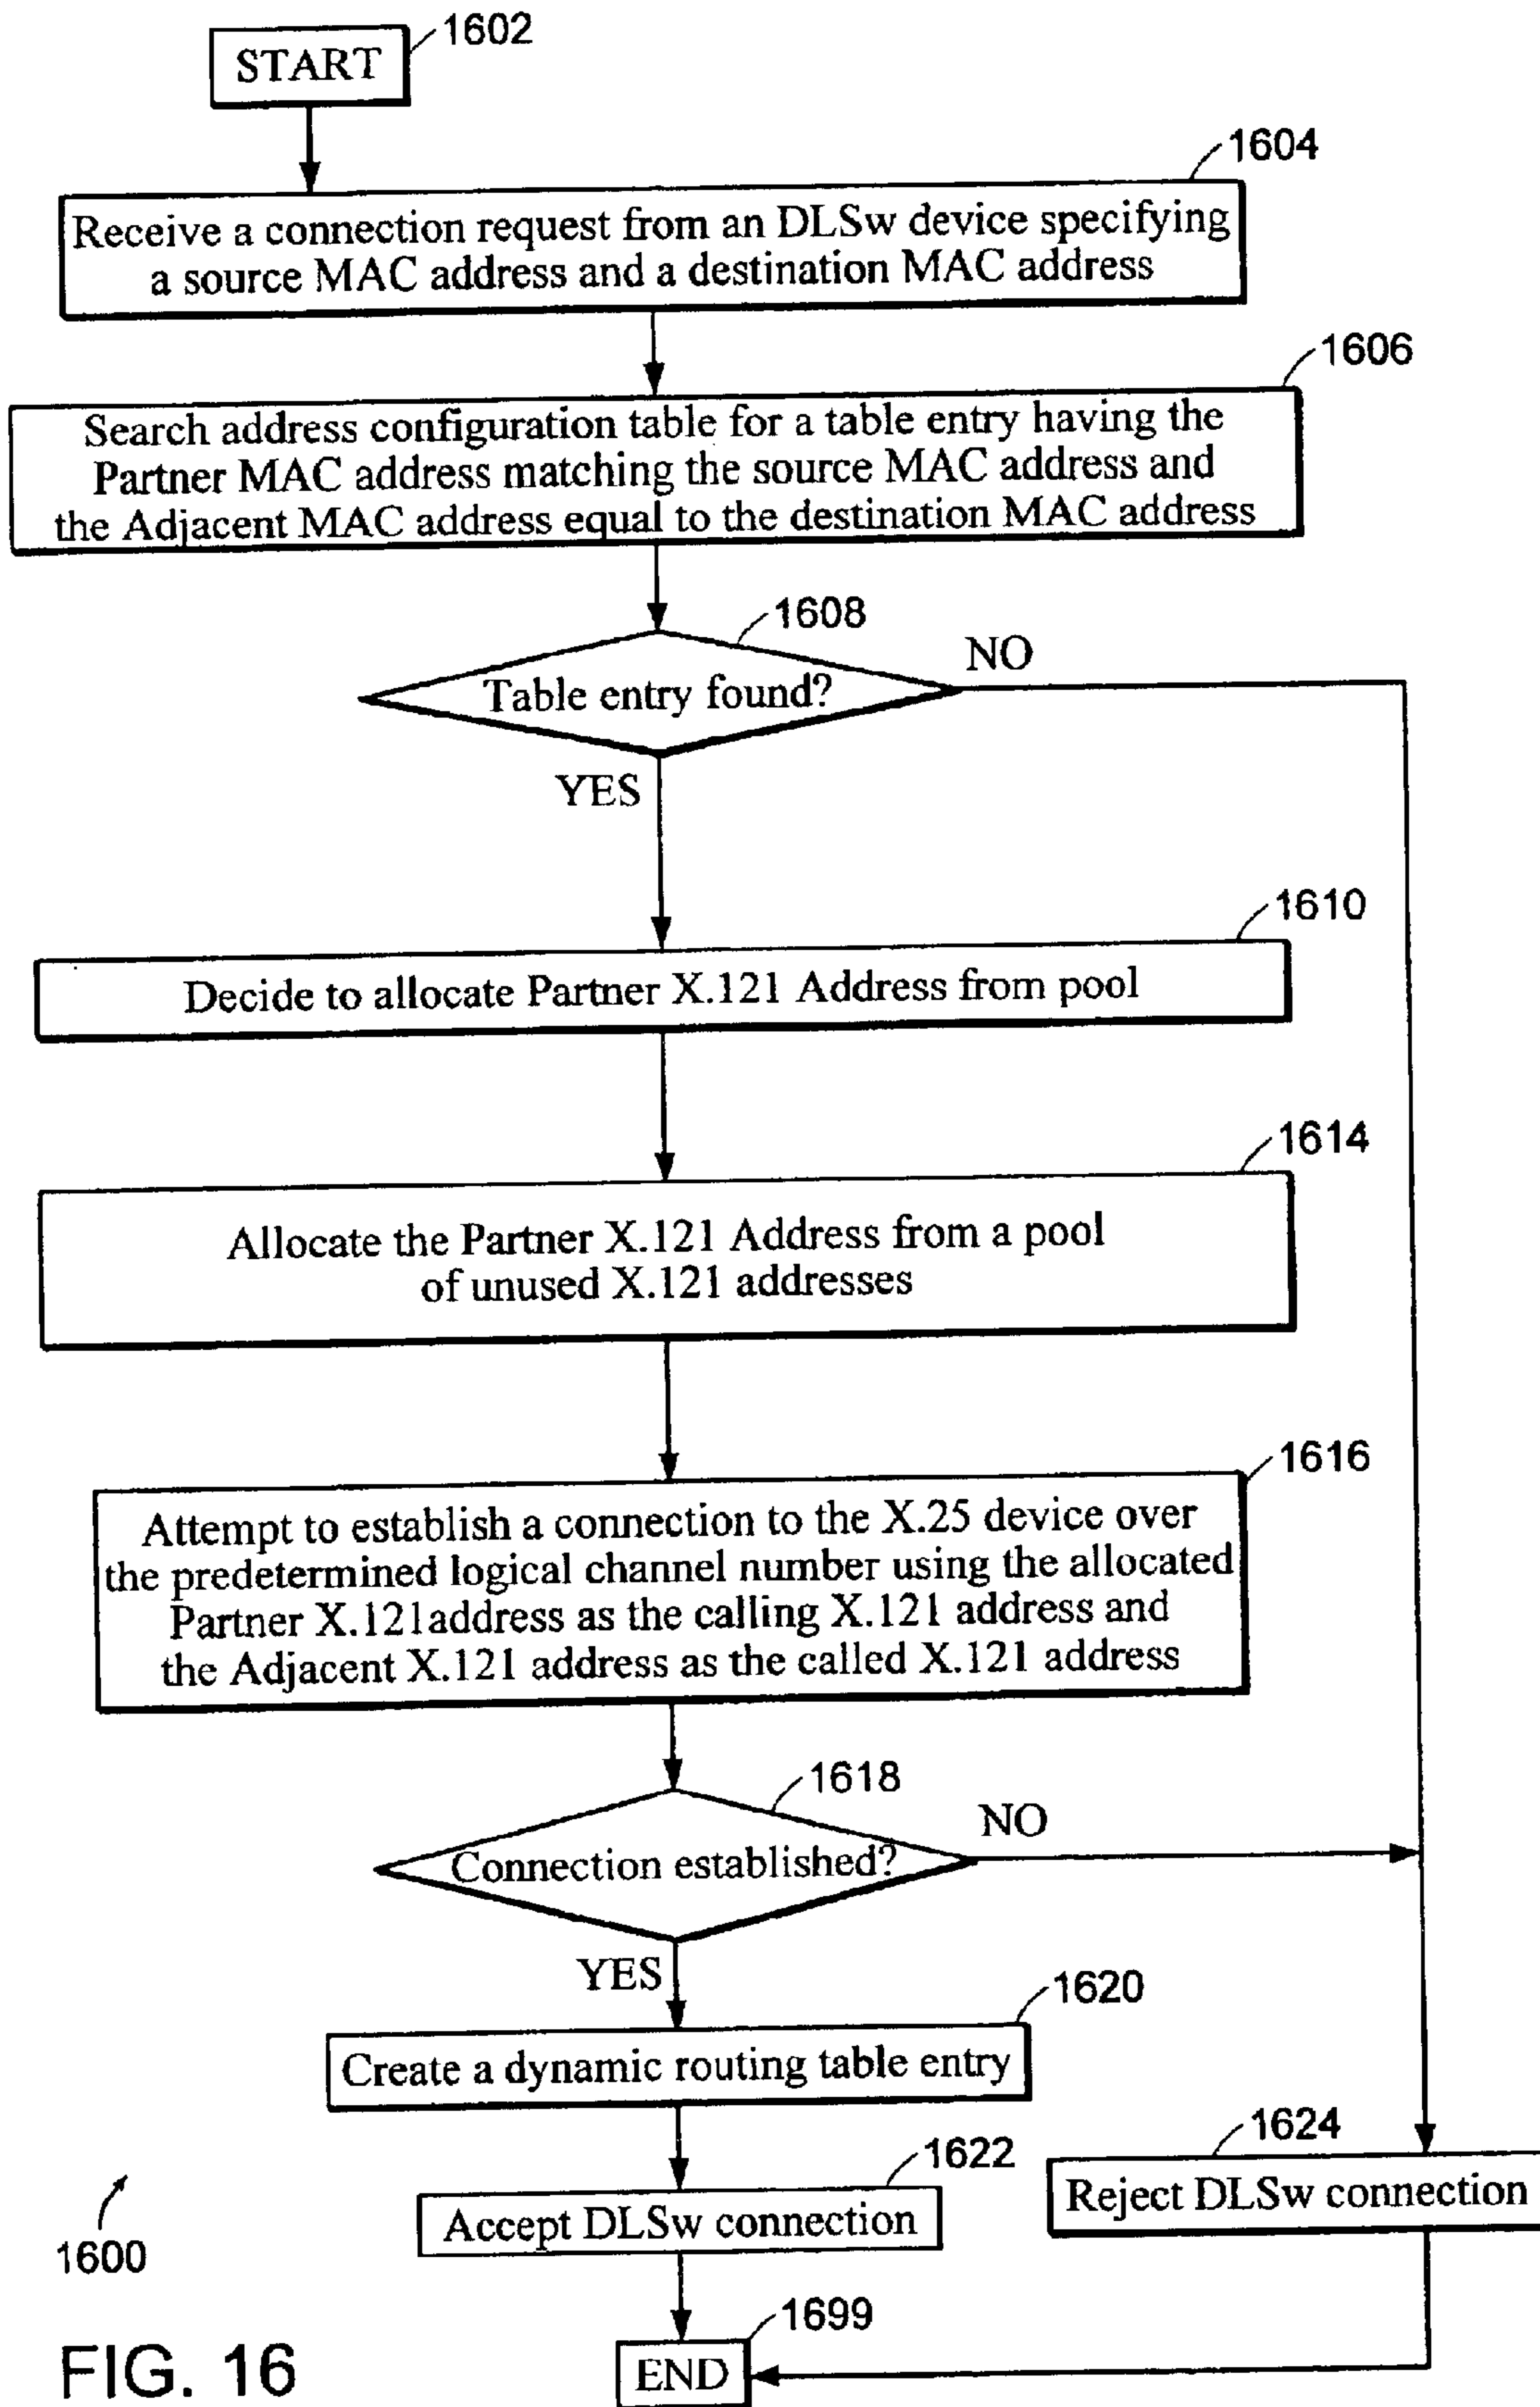 1602
START
1604
Receive a connection request from an DLSw device specifying
a source MAC address and a destination MAC address
1606
Search address configuration table for a table entry having the
Partner MAC address matching the source MAC address and
the Adjacent MAC address equal to the destination MAC address
1608
NO
Table entry found?
YES
1610
Decide to allocate Partner X.121 Address from pool
1614
Allocate the Partner X.121 Address from a pool
of unused X.121 addresses
1616
Attempt to establish a connection to the X.25 device over
the predetermined logical channel number using the allocated
Partner X.121address as the calling X.121 address and
the Adjacent X.121 address as the called X.121 address
1618
NO
Connection established?
YES
1620
Create a dynamic routing table entry
1622
Accept DLSw connection
1624
Reject DLSw connection
1600
1699
END
FIG. 16